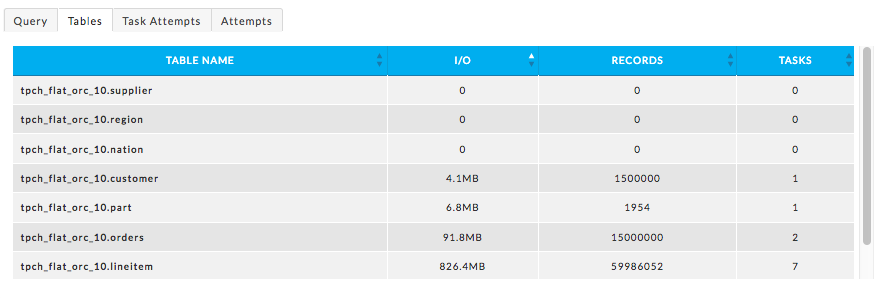 Query Tables Task Attempts Attempts
TABLE NAME I/O RECORDS TASKS
tpch_flat_orc_10.supplier 0 0 0
tpch_flat_orc_10.region 0 0 0
tpch_flat_orc_10.nation 0 0 0
tpch_flat_orc_10.customer 4.1MB 1500000 1
tpch_flat_orc_10.part 6.8MB 1954 1
tpch_flat_orc_10.orders 91.8MB 15000000 2
tpch_flat_orc_10.lineitem 826.4MB 59986052 7